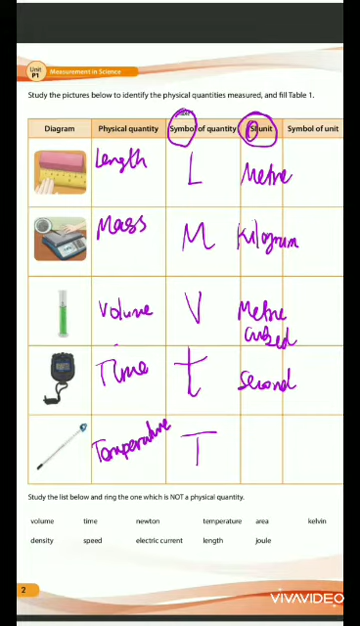 Unit
P1
Measurement in Science
Study the pictures below to identify the physical quantities measured, and fill Table 1.
Diagram Physical quantity Symbol of quantity SI unit Symbol of unit
Length L Metre
Mass M Kilogram
Volume V Metre cubed
Time t Second
Temperature T
Study the list below and ring the one which is NOT a physical quantity.
volume time newton temperature area kelvin
density speed electric current length joule
2
VIVAVIDEO